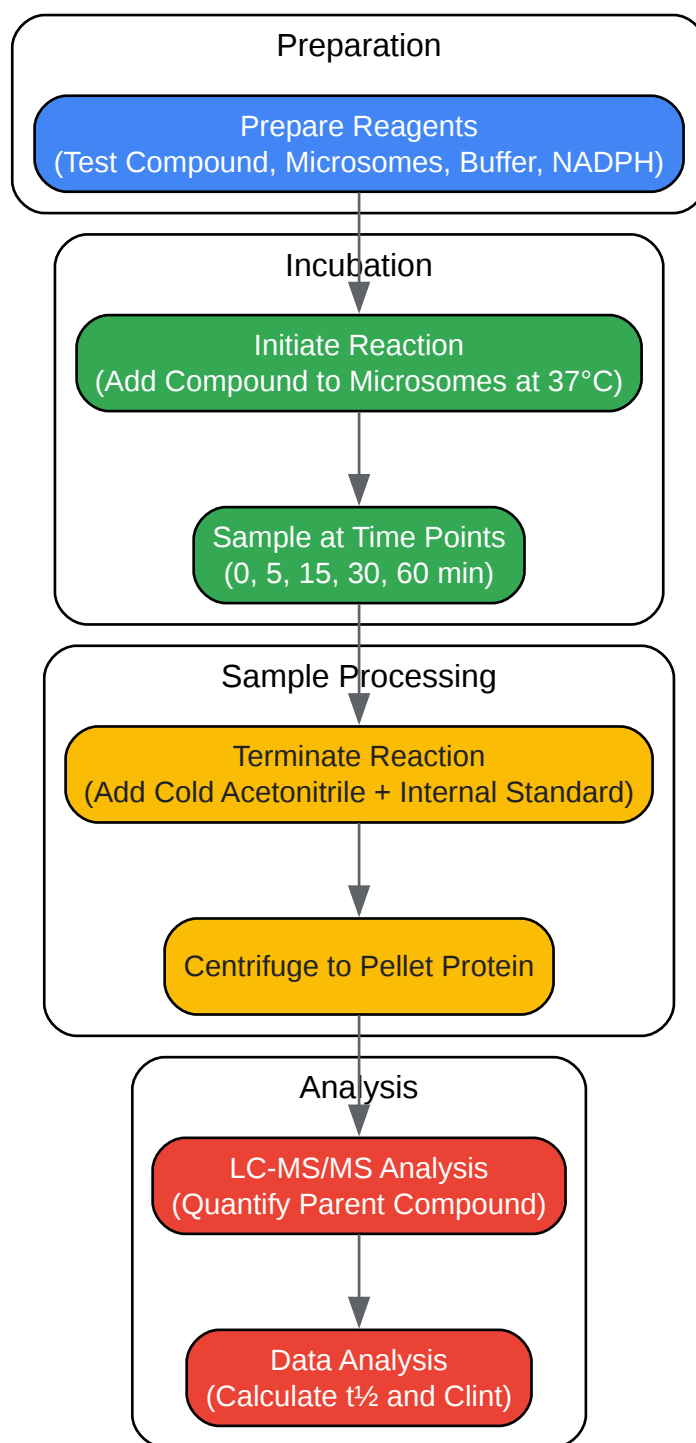 Preparation
Prepare Reagents
(Test Compound, Microsomes, Buffer, NADPH)
Incubation
Initiate Reaction
(Add Compound to Microsomes at 37°C)
Sample at Time Points
(0, 5, 15, 30, 60 min)
Sample Processing
Terminate Reaction
(Add Cold Acetonitrile + Internal Standard)
Centrifuge to Pellet Protein
Analysis
LC-MS/MS Analysis
(Quantify Parent Compound)
Data Analysis
(Calculate t½ and Clint)